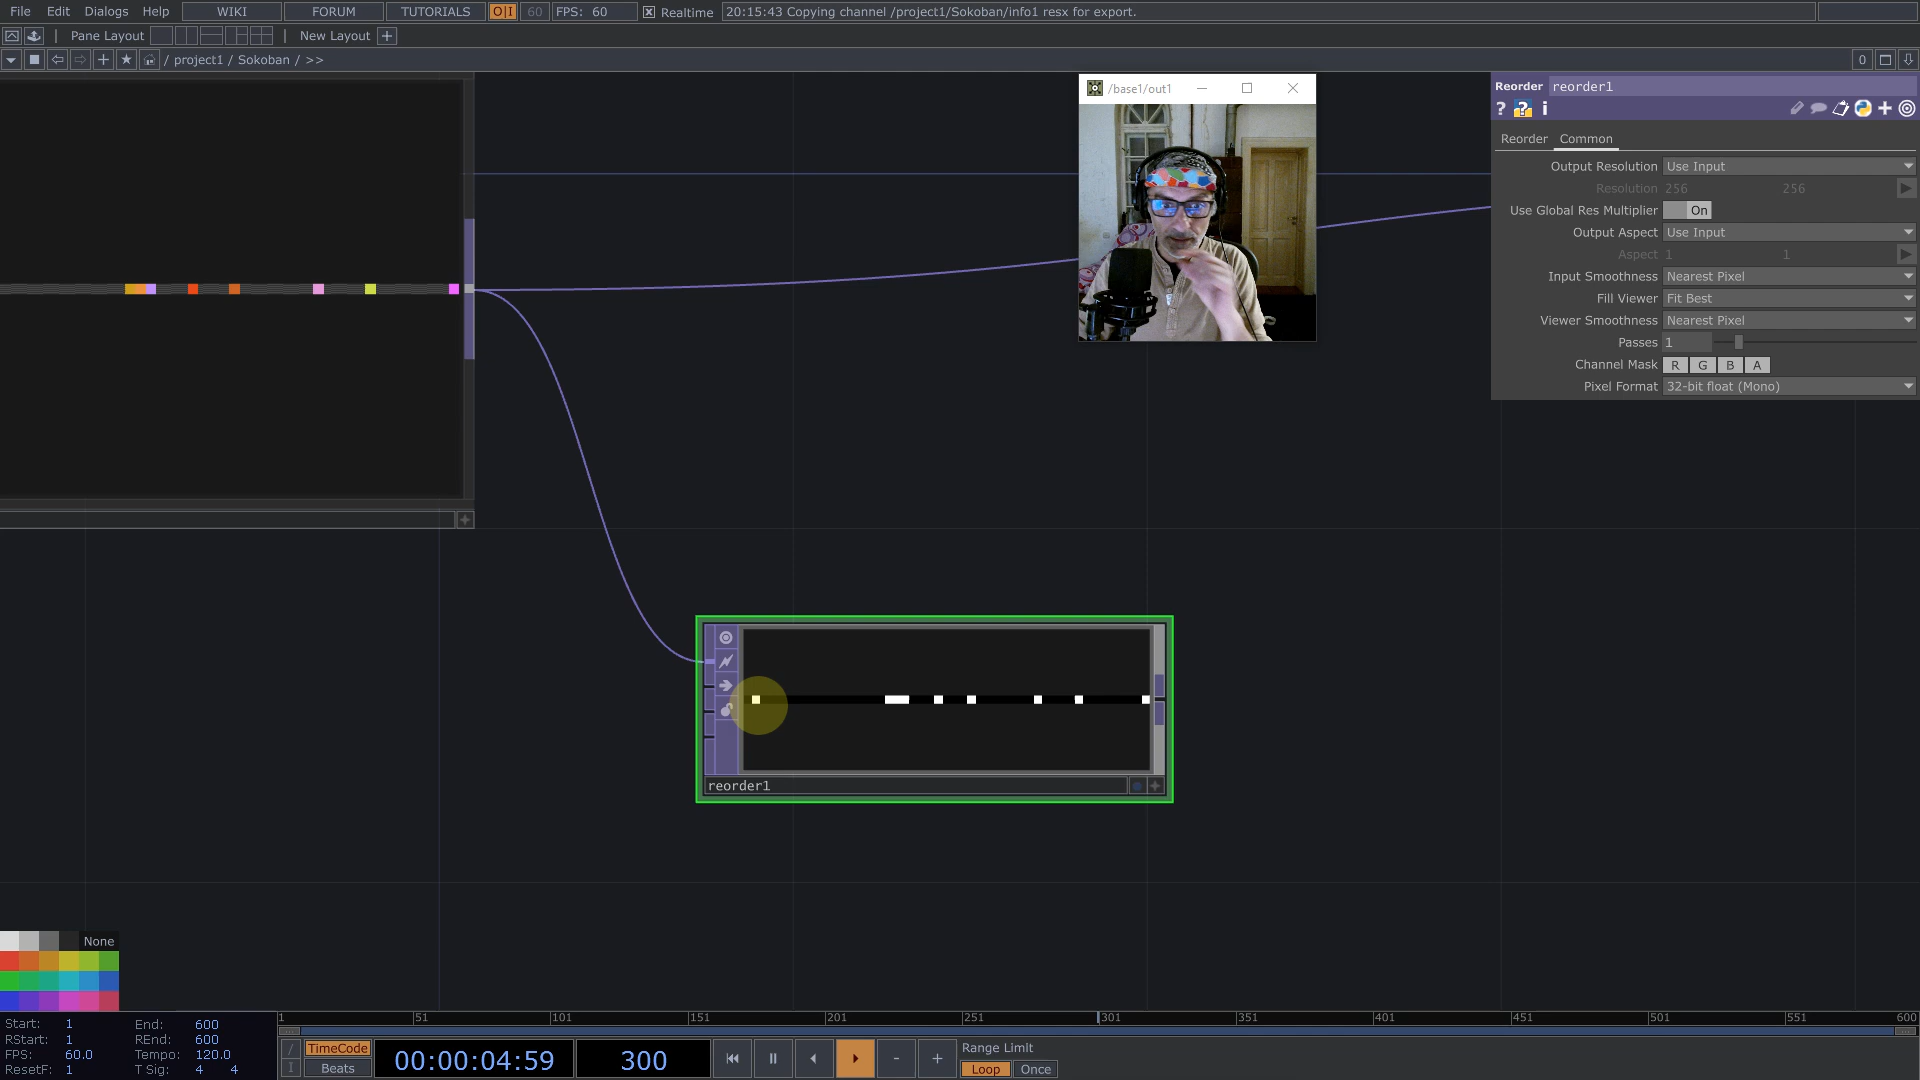 File Edit Dialogs Help WIKI FORUM TUTORIALS O|I 60 FPS: 60 Realtime 20:15:43 Copying channel /project1/Sokoban/info1 resx for export.
Pane Layout New Layout +
/ project1 / Sokoban / >> 0
/base1/out1
Reorder reorder1
? ? i
Reorder Common
Output Resolution Use Input
Resolution 256 256
Use Global Res Multiplier On
Output Aspect Use Input
Aspect 1 1
Input Smoothness Nearest Pixel
Fill Viewer Fit Best
Viewer Smoothness Nearest Pixel
Passes 1
Channel Mask R G B A
Pixel Format 32-bit float (Mono)
reorder1
None
1 51 101 151 201 251 301 351 401 451 501 551 600
Start: 1 End: 600
RStart: 1 REnd: 600
FPS: 60.0 Tempo: 120.0
ResetF: 1 T Sig: 4 4
/ TimeCode
I Beats
00:00:04:59 300
- +
Range Limit
Loop Once